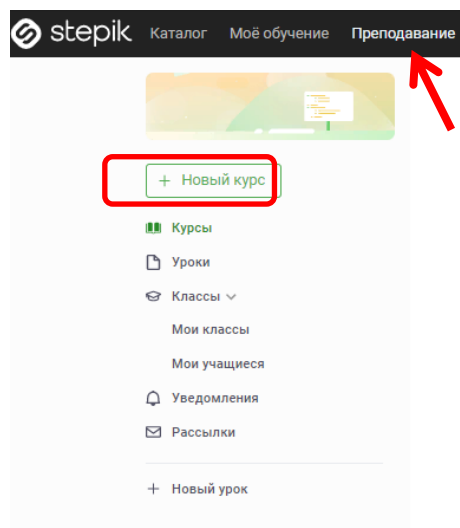 stepik Каталог Моё обучение Преподавание
+ Новый курс
Курсы
Уроки
Классы
Мои классы
Мои учащиеся
Уведомления
Рассылки
+ Новый урок